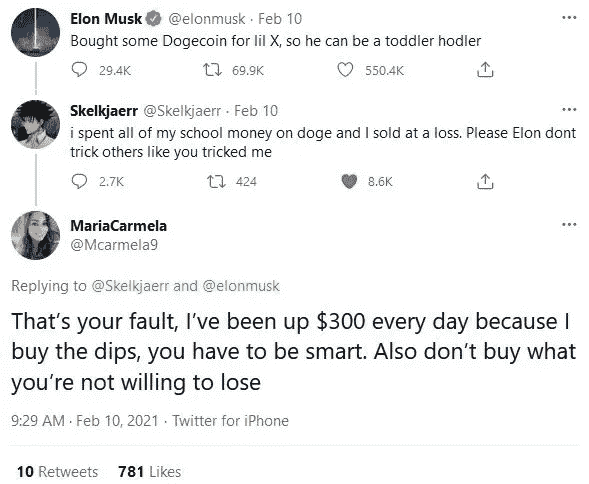 Elon Musk @elonmusk · Feb 10
Bought some Dogecoin for lil X, so he can be a toddler hodler
29.4K 69.9K 550.4K
Skelkjaerr @Skelkjaerr · Feb 10
i spent all of my school money on doge and I sold at a loss. Please Elon dont
trick others like you tricked me
2.7K 424 8.6K
MariaCarmela
@Mcarmela9
Replying to @Skelkjaerr and @elonmusk
That's your fault, I've been up $300 every day because I
buy the dips, you have to be smart. Also don't buy what
you're not willing to lose
9:29 AM · Feb 10, 2021 · Twitter for iPhone
10 Retweets 781 Likes